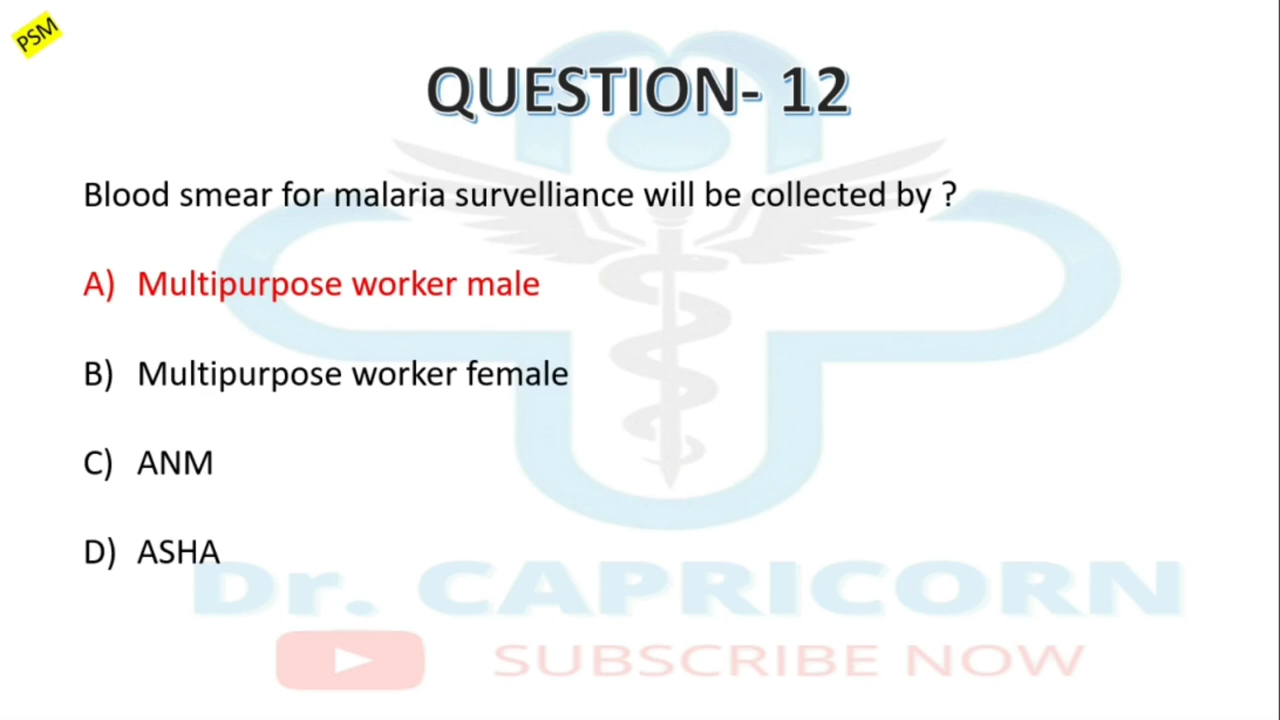 PSM
QUESTION- 12
Blood smear for malaria survelliance will be collected by ?
A) Multipurpose worker male
B) Multipurpose worker female
C) ANM
D) ASHA
Dr. CAPRICORN
SUBSCRIBE NOW